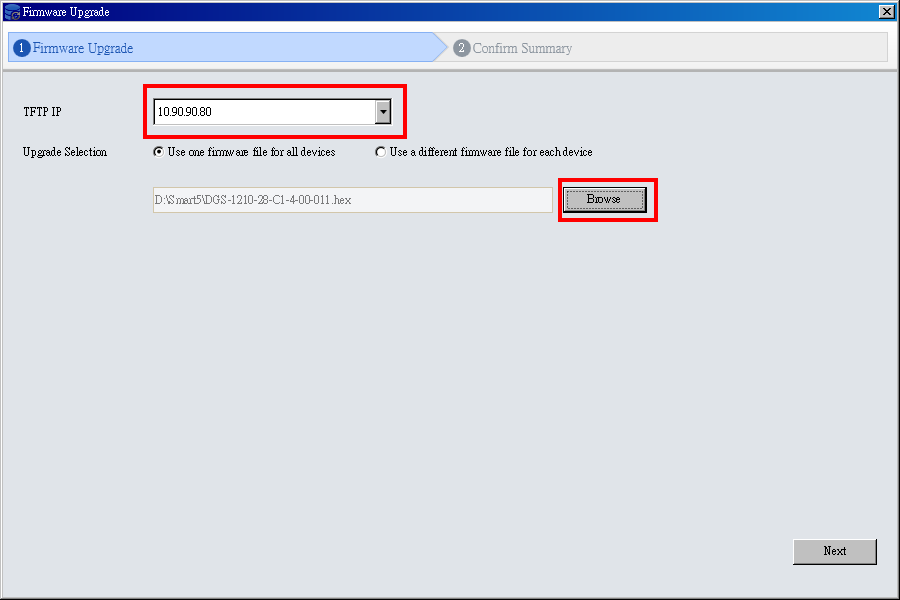 Firmware Upgrade
1 Firmware Upgrade
2 Confirm Summary
TFTP IP
10.90.90.80
Upgrade Selection
Use one firmware file for all devices
Use a different firmware file for each device
D:\Smart5\DGS-1210-28-C1-4-00-011.hex
Browse
Next